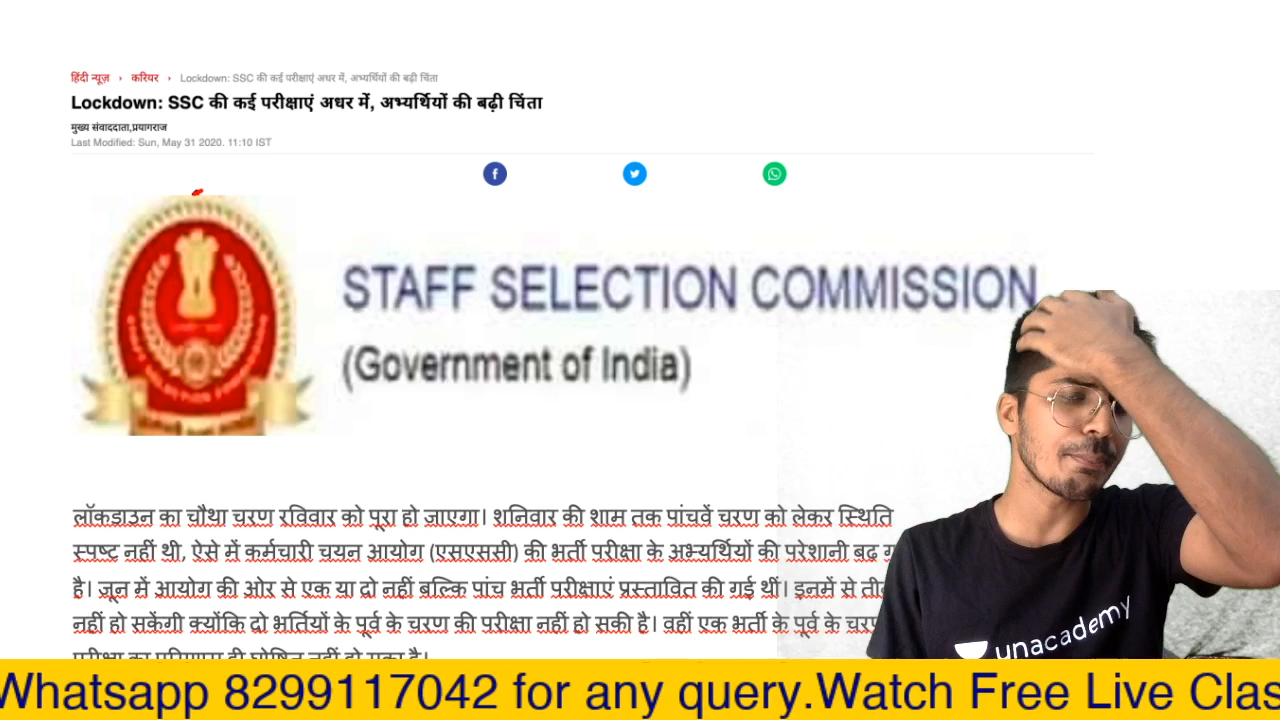 हिंदी न्यूज़ › करियर › Lockdown: SSC की कई परीक्षाएं अधर में, अभ्यर्थियों की बढ़ी चिंता
Lockdown: SSC की कई परीक्षाएं अधर में, अभ्यर्थियों की बढ़ी चिंता
मुख्य संवाददाता,प्रयागराज
Last Modified: Sun, May 31 2020. 11:10 IST
STAFF SELECTION COMMISSION
(Government of India)
लॉकडाउन का चौथा चरण रविवार को पूरा हो जाएगा। शनिवार की शाम तक पांचवें चरण को लेकर स्थिति
स्पष्ट नहीं थी, ऐसे में कर्मचारी चयन आयोग (एसएससी) की भर्ती परीक्षा के अभ्यर्थियों की परेशानी बढ़
है। जून में आयोग की ओर से एक या दो नहीं बल्कि पांच भर्ती परीक्षाएं प्रस्तावित की गई थीं। इनमें से
नहीं हो सकेंगी क्योंकि दो भर्तियों के पूर्व के चरण की परीक्षा नहीं हो सकी है। वहीं एक भर्ती के पूर्व के
परीक्षा का परिणाम ही घोषित नहीं हो सका है।
unacademy
Whatsapp 8299117042 for any query.Watch Free Live Clas